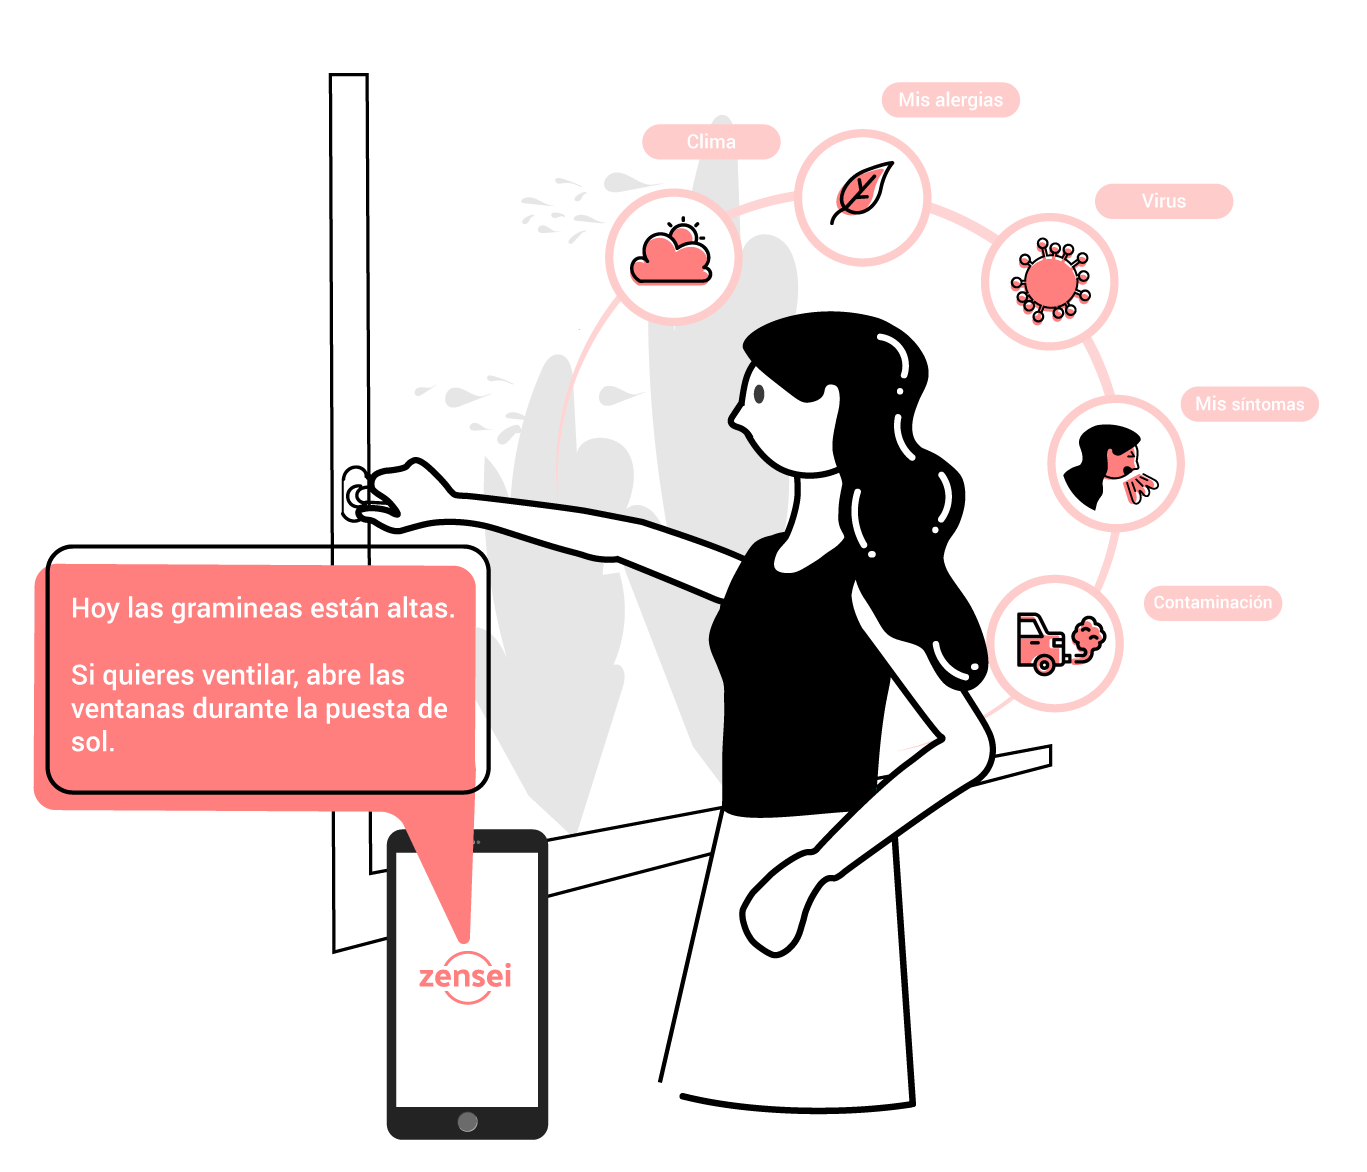 Mis alergias
Clima
Virus
Mis síntomas
Contaminación
Hoy las gramineas están altas.
Si quieres ventilar, abre las
ventanas durante la puesta de
sol.
zensei